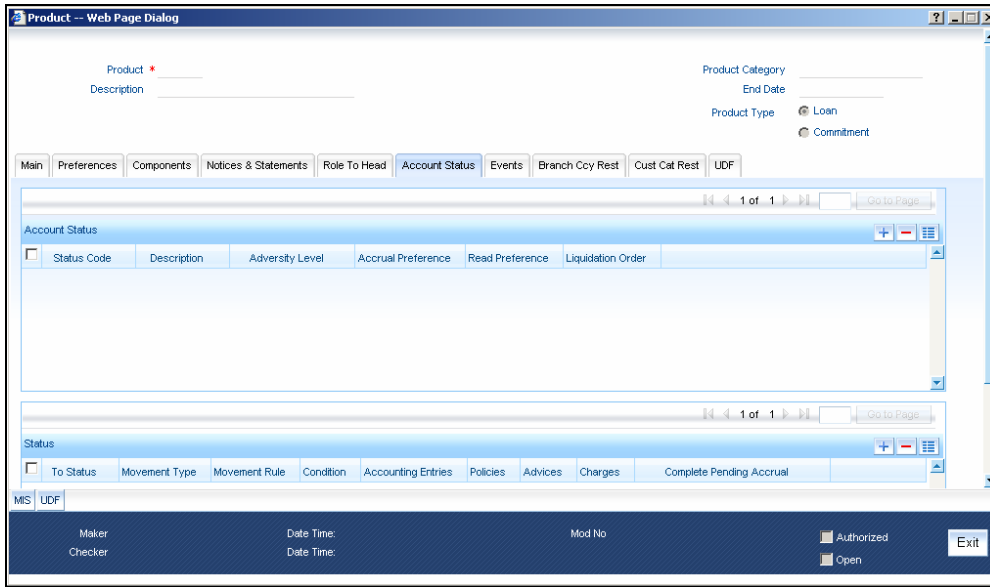 Product -- Web Page Dialog
Product *
Product Category
Description
End Date
Product Type Loan
Commitment
Main Preferences Components Notices & Statements Role To Head Account Status Events Branch Ccy Rest Cust Cat Rest UDF
1 of 1 Go to Page
Account Status
Status Code Description Adversity Level Accrual Preference Read Preference Liquidation Order
1 of 1 Go to Page
Status
To Status Movement Type Movement Rule Condition Accounting Entries Policies Advices Charges Complete Pending Accrual
MIS UDF
Maker Date Time: Mod No Authorized
Checker Date Time: Open
Exit